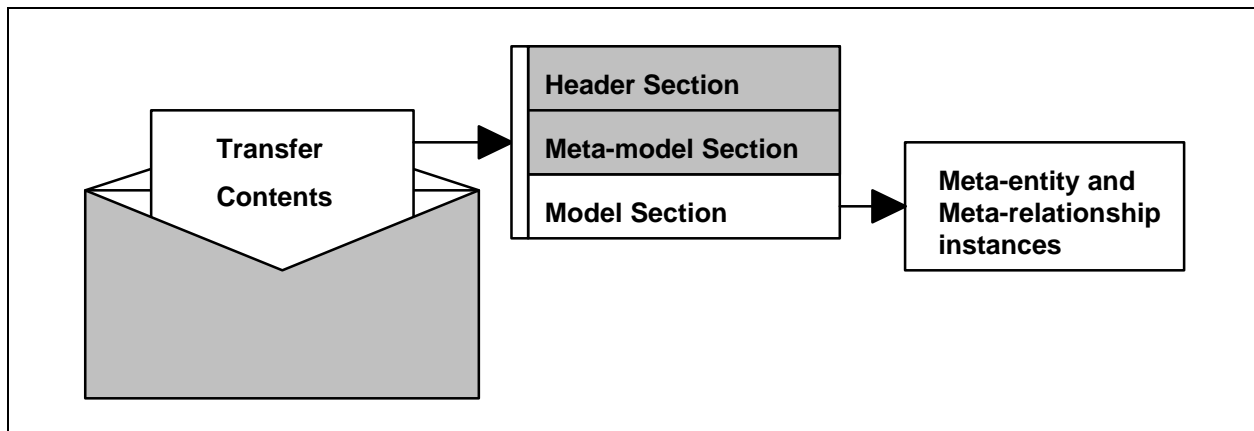 Transfer
Contents
Header Section
Meta-model Section
Model Section
Meta-entity and
Meta-relationship
instances